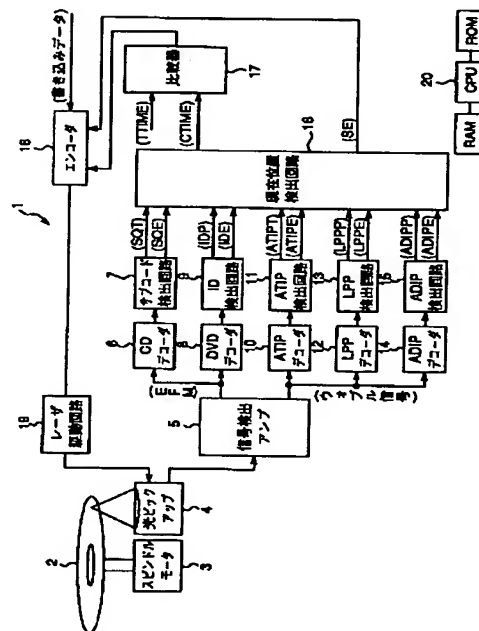 1
2
スピンドル
モータ
3
光ピック
アップ
4
レーザ
駆動回路
19
信号検出
アンプ
5
(EFM)
(ウォブル信号)
6
CD
デコーダ
7
サブコード
検出回路
(SQT)
(SQE)
8
DVD
デコーダ
9
ID
検出回路
(IDP)
(IDE)
10
ATIP
デコーダ
11
ATIP
検出回路
(ATIPT)
(ATIPE)
12
LPP
デコーダ
13
LPP
検出回路
(LPPP)
(LPPE)
14
ADIP
デコーダ
15
ADIP
検出回路
(ADIPP)
(ADIPE)
現在位置
検出回路
16
(TTIME)
(CTIME)
(SE)
比較器
17
18
エンコーダ
(書き込みデータ)
20
RAM
CPU
ROM